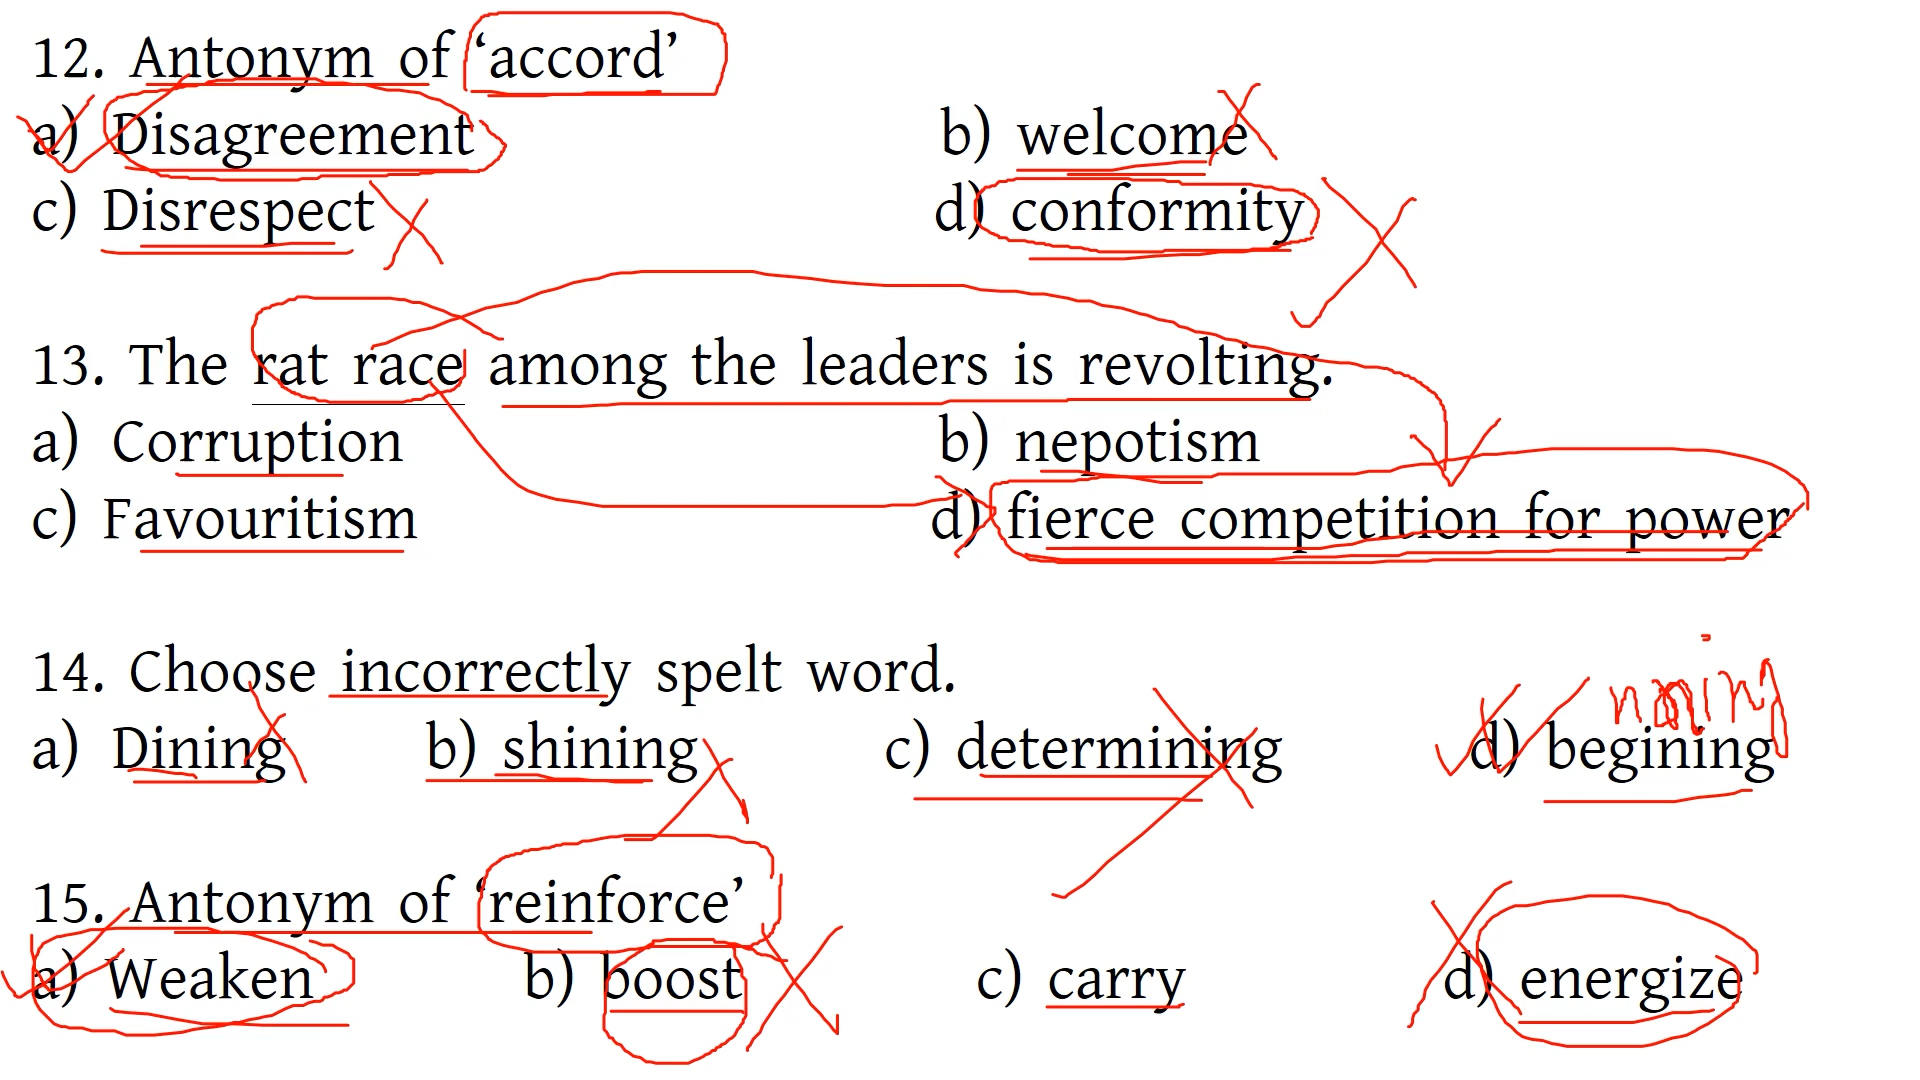 12. Antonym of ‘accord’
a) Disagreement b) welcome
c) Disrespect d) conformity
13. The rat race among the leaders is revolting.
a) Corruption b) nepotism
c) Favouritism d) fierce competition for power
14. Choose incorrectly spelt word.
a) Dining b) shining c) determining d) begining
15. Antonym of ‘reinforce’
a) Weaken b) boost c) carry d) energize